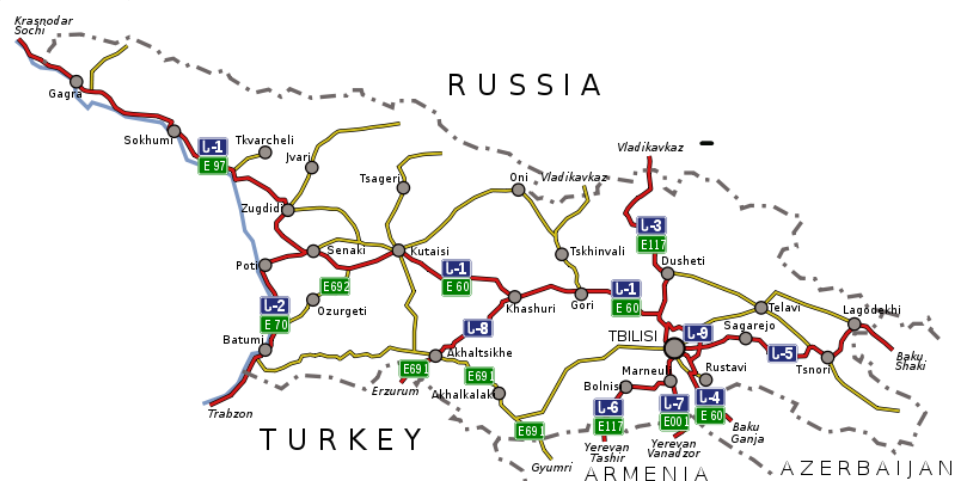 Krasnodar
Sochi
Gagra
RUSSIA
Sokhumi
Tkvarcheli
ს-1
E 97
Jvari
Vladikavkaz
Tsageri
Oni
Vladikavkaz
Zugdidi
ს-3
E117
Senaki
Kutaisi
Tskhinvali
Poti
Dusheti
ს-1
E 60
E692
ს-1
E 60
Gori
Khashuri
ს-2
E 70
Ozurgeti
Telavi
Lagodekhi
ს-8
ს-9
Sagarejo
TBILISI
Batumi
Akhaltsikhe
ს-5
Baku
Shaki
Tsnori
E691
E691
Erzurum
Marneu
Rustavi
Bolnis
Akhalkalak
ს-6
E117
ს-7
E001
ს-4
E 60
Trabzon
TURKEY
E691
Baku
Ganja
Yerevan
Tashir
Yerevan
Vanadzor
Gyumri
ARMENIA
AZERBAIJAN